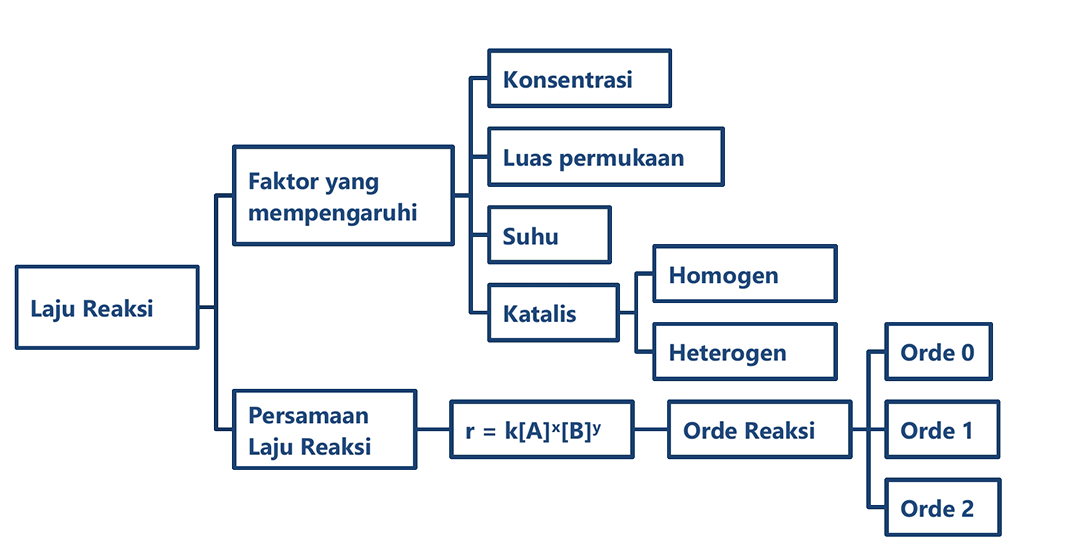 Laju Reaksi
Faktor yang
mempengaruhi
Konsentrasi
Luas permukaan
Suhu
Katalis
Homogen
Heterogen
Persamaan
Laju Reaksi
r = k[A]ˣ[B]ʸ
Orde Reaksi
Orde 0
Orde 1
Orde 2